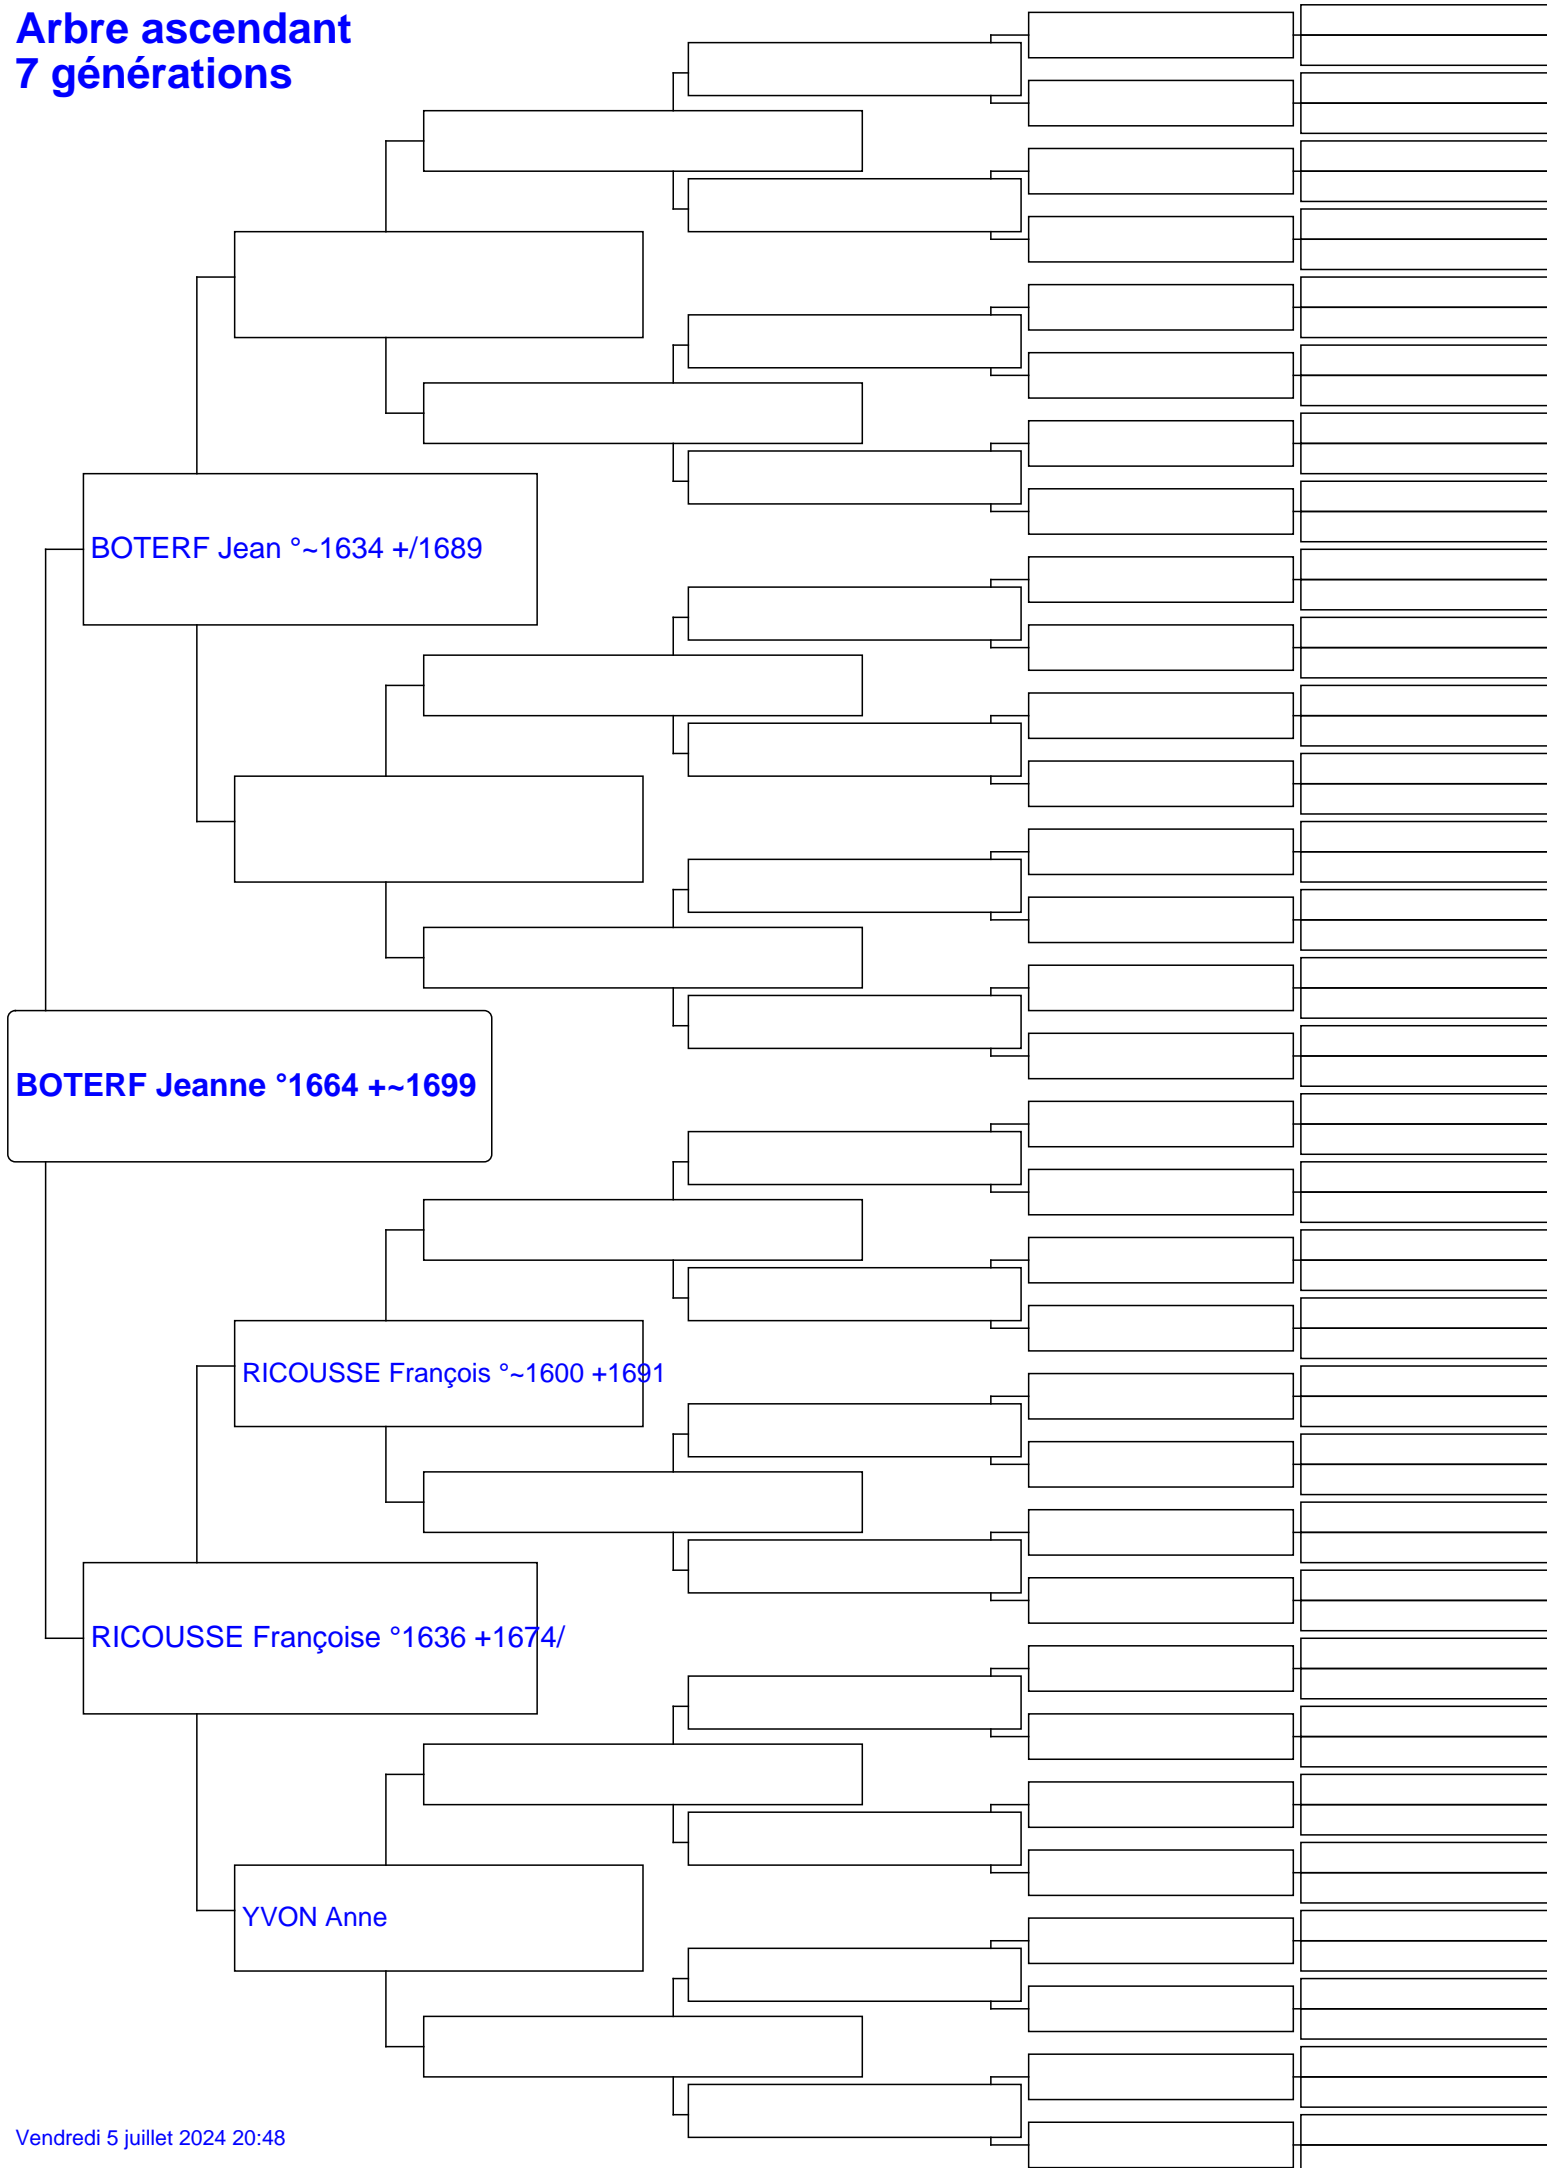 Arbre ascendant
7 générations
BOTERF Jean °~1634 +/1689
BOTERF Jeanne °1664 +~1699
RICOUSSE François °~1600 +1691
RICOUSSE Françoise °1636 +1674/
YVON Anne
Vendredi 5 juillet 2024 20:48